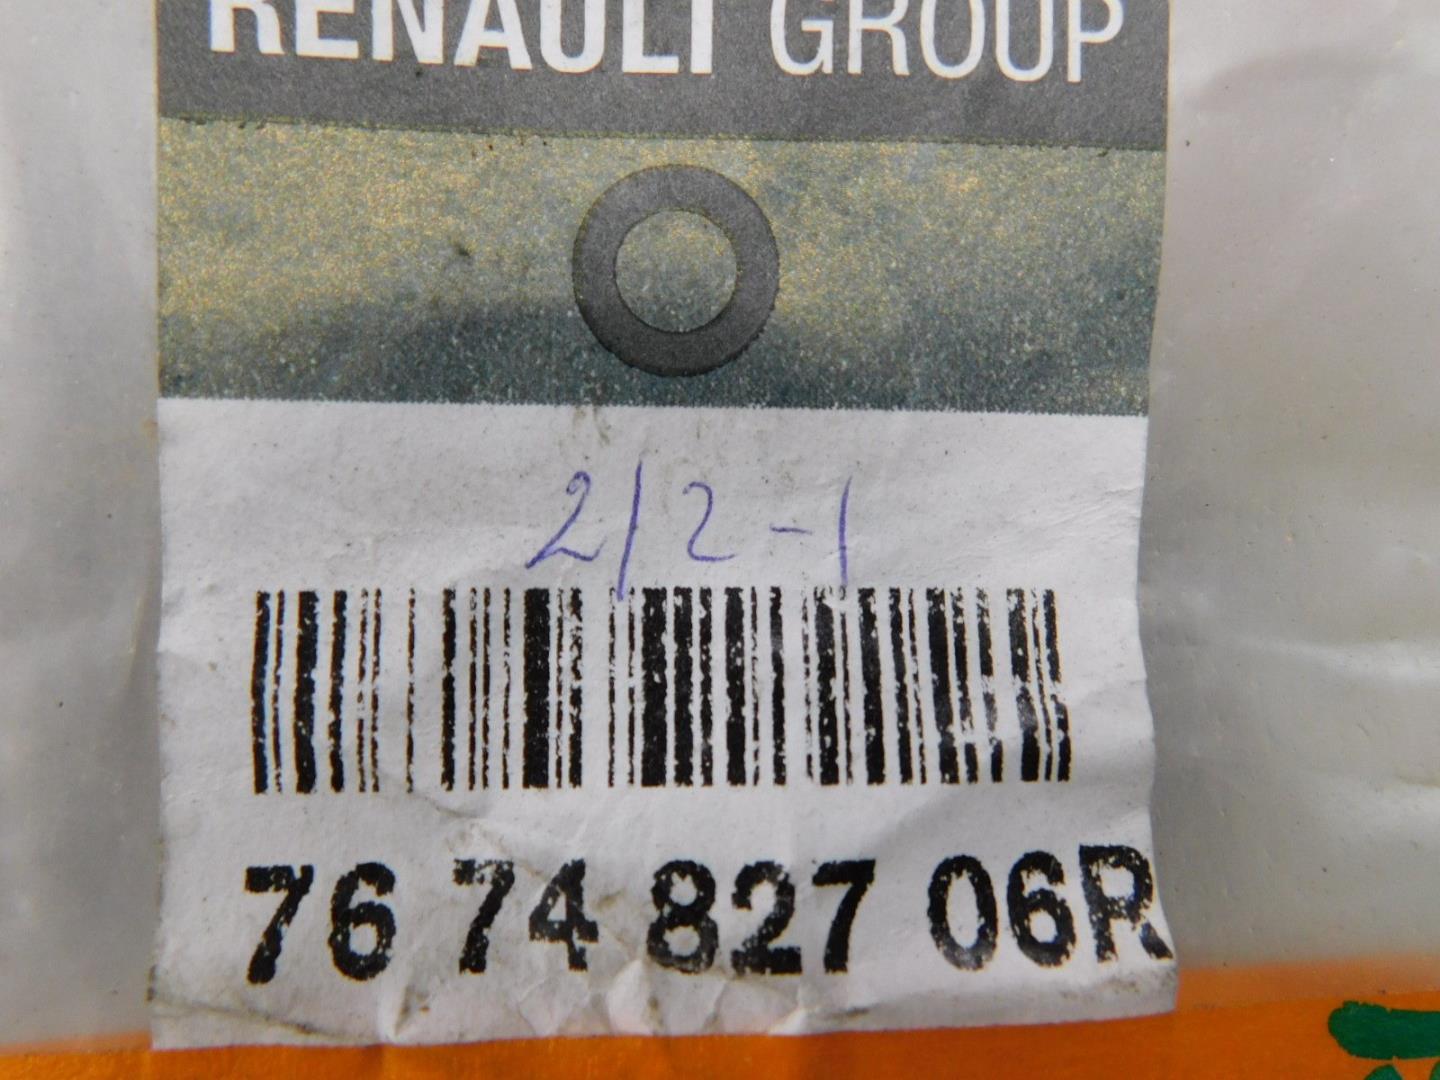 RENAULT GROUP
2/2-1
76 74 827 06R